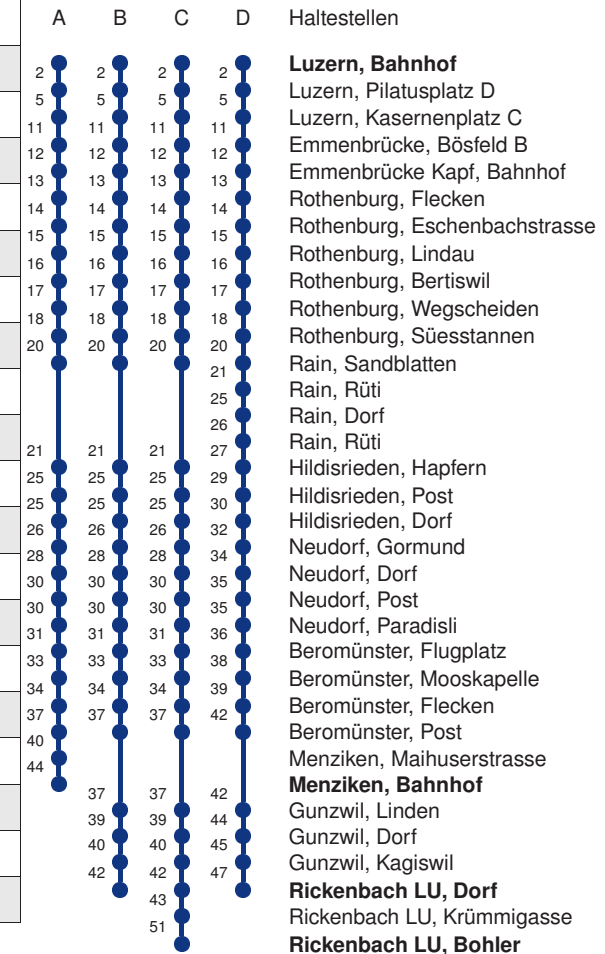 A B C D Haltestellen
2 2 2 2 Luzern, Bahnhof
5 5 5 5 Luzern, Pilatusplatz D
11 11 11 11 Luzern, Kasernenplatz C
12 12 12 12 Emmenbrücke, Bösfeld B
13 13 13 13 Emmenbrücke Kapf, Bahnhof
14 14 14 14 Rothenburg, Flecken
15 15 15 15 Rothenburg, Eschenbachstrasse
16 16 16 16 Rothenburg, Lindau
17 17 17 17 Rothenburg, Bertiswil
18 18 18 18 Rothenburg, Wegscheiden
20 20 20 20 Rothenburg, Süesstannen
21 Rain, Sandblatten
25 Rain, Rüti
26 Rain, Dorf
21 21 21 27 Rain, Rüti
25 25 25 29 Hildisrieden, Hapfern
25 25 25 30 Hildisrieden, Post
26 26 26 32 Hildisrieden, Dorf
28 28 28 34 Neudorf, Gormund
30 30 30 35 Neudorf, Dorf
30 30 30 35 Neudorf, Post
31 31 31 36 Neudorf, Paradisli
33 33 33 38 Beromünster, Flugplatz
34 34 34 39 Beromünster, Mooskapelle
37 37 37 42 Beromünster, Flecken
40 Beromünster, Post
44 Menziken, Maihuserstrasse
37 37 42 Menziken, Bahnhof
39 39 44 Gunzwil, Linden
40 40 45 Gunzwil, Dorf
42 42 47 Gunzwil, Kagiswil
43 Rickenbach LU, Dorf
51 Rickenbach LU, Krümmigasse
Rickenbach LU, Bohler